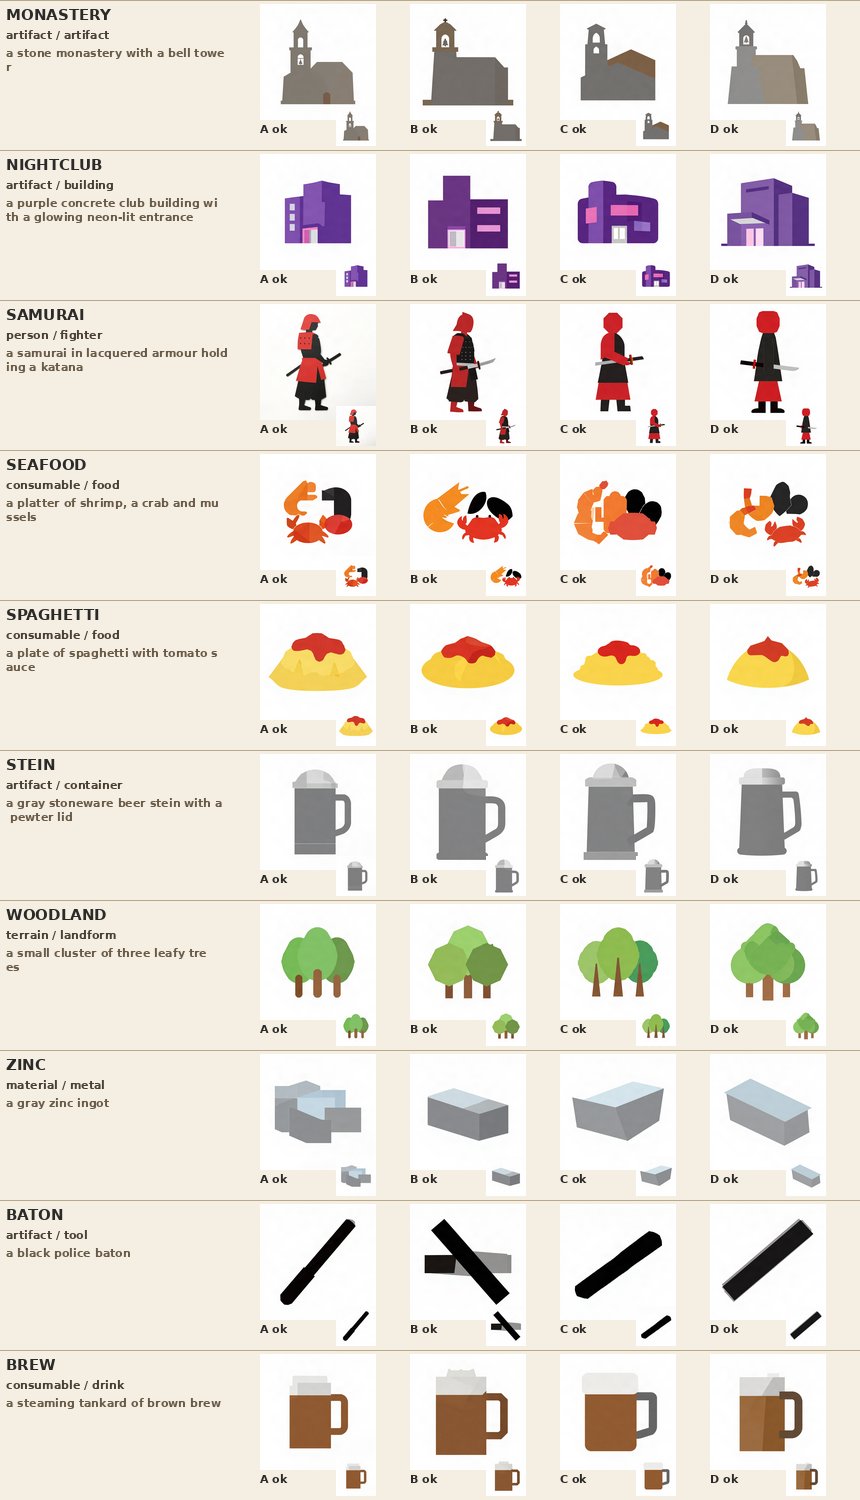 MONASTERY
artifact / artifact
a stone monastery with a bell towe
r
A ok
B ok
C ok
D ok
NIGHTCLUB
artifact / building
a purple concrete club building wi
th a glowing neon-lit entrance
A ok
B ok
C ok
D ok
SAMURAI
person / fighter
a samurai in lacquered armour hold
ing a katana
A ok
B ok
C ok
D ok
SEAFOOD
consumable / food
a platter of shrimp, a crab and mu
ssels
A ok
B ok
C ok
D ok
SPAGHETTI
consumable / food
a plate of spaghetti with tomato s
auce
A ok
B ok
C ok
D ok
STEIN
artifact / container
a gray stoneware beer stein with a
pewter lid
A ok
B ok
C ok
D ok
WOODLAND
terrain / landform
a small cluster of three leafy tre
es
A ok
B ok
C ok
D ok
ZINC
material / metal
a gray zinc ingot
A ok
B ok
C ok
D ok
BATON
artifact / tool
a black police baton
A ok
B ok
C ok
D ok
BREW
consumable / drink
a steaming tankard of brown brew
A ok
B ok
C ok
D ok